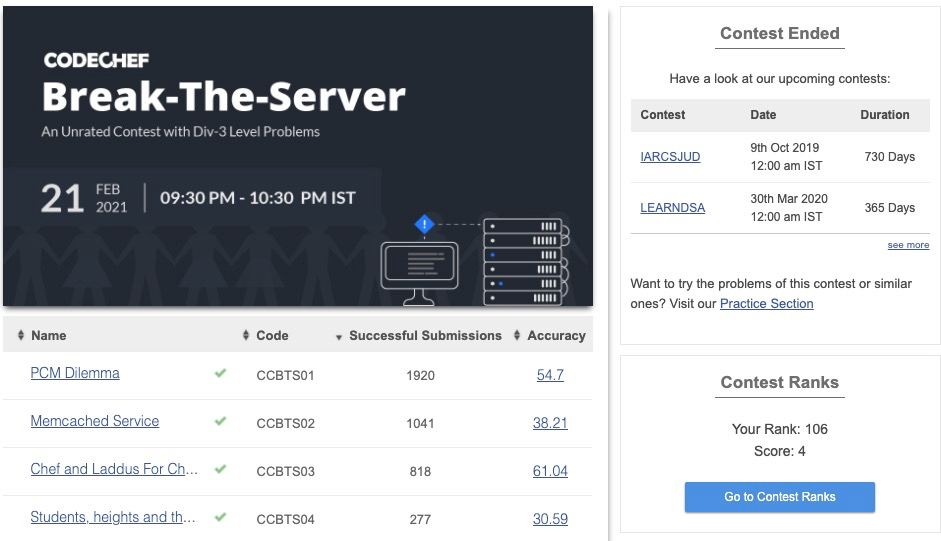 CODECHEF
Break-The-Server
An Unrated Contest with Div-3 Level Problems
21 FEB 2021 09:30 PM - 10:30 PM IST
!
Name Code Successful Submissions Accuracy
PCM Dilemma CCBTS01 1920 54.7
Memcached Service CCBTS02 1041 38.21
Chef and Laddus For Ch... CCBTS03 818 61.04
Students, heights and th... CCBTS04 277 30.59
Contest Ended
Have a look at our upcoming contests:
Contest Date Duration
IARCSJUD 9th Oct 2019 12:00 am IST 730 Days
LEARNDSA 30th Mar 2020 12:00 am IST 365 Days
see more
Want to try the problems of this contest or similar
ones? Visit our Practice Section
Contest Ranks
Your Rank: 106
Score: 4
Go to Contest Ranks